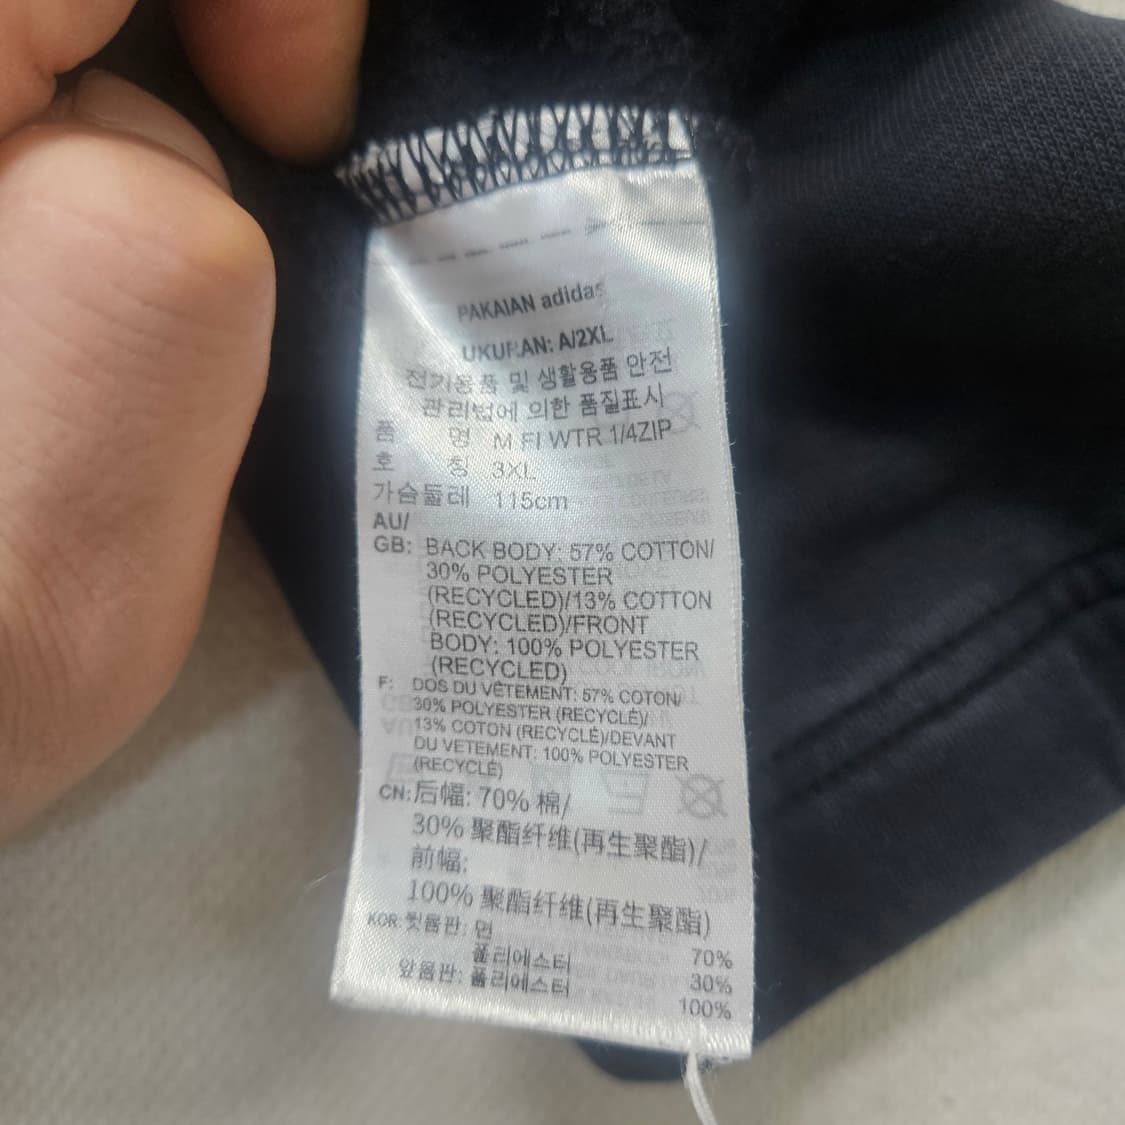 PAKAIAN adidas
UKURAN: A/2XL
전기용품 및 생활용품 안전
관리법에 의한 품질표시
품 명 M FI WTR 1/4ZIP
호 칭 3XL
가슴둘레 115cm
AU/
GB: BACK BODY: 57% COTTON/
30% POLYESTER
(RECYCLED)/13% COTTON
(RECYCLED)/FRONT
BODY: 100% POLYESTER
(RECYCLED)
F: DOS DU VÊTEMENT: 57% COTON/
30% POLYESTER (RECYCLÉ)/
13% COTON (RECYCLÉ)/DEVANT
DU VETEMENT: 100% POLYESTER
(RECYCLÉ)
CN: 后幅: 70% 棉/
30% 聚酯纤维(再生聚酯)/
前幅:
100% 聚酯纤维(再生聚酯)
KOR: 뒷몸판: 면 70%
폴리에스터 30%
앞몸판: 폴리에스터 100%